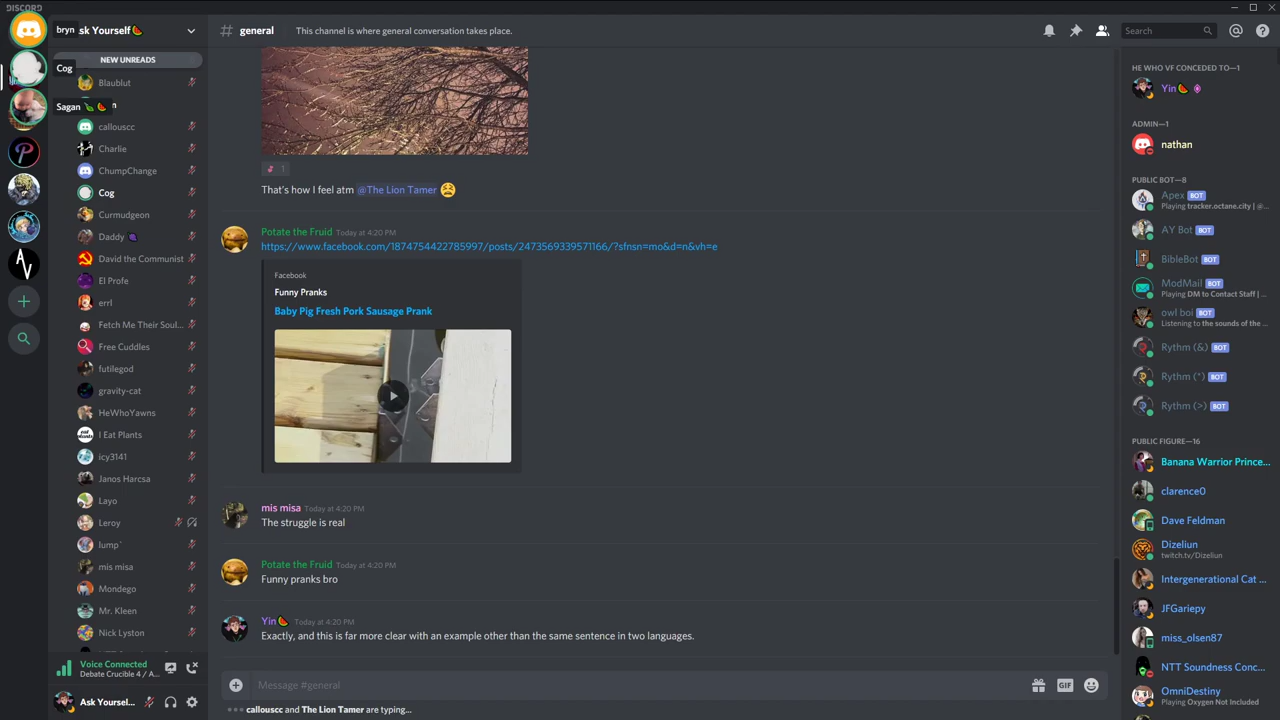 DISCORD
bryn
sk Yourself🍉
NEW UNREADS
Cog
Blaublut
Sagan
n
callouscc
Charlie
ChumpChange
Cog
Curmudgeon
Daddy
David the Communist
El Profe
errl
Fetch Me Their Soul...
Free Cuddles
futilegod
gravity-cat
HeWhoYawns
I Eat Plants
icy3141
Janos Harcsa
Layo
Leroy
lump`
mis misa
Mondego
Mr. Kleen
Nick Lyston
Voice Connected
Debate Crucible 4 / A...
Ask Yoursel...
# general
This channel is where general conversation takes place.
Search
1
That's how I feel atm @The Lion Tamer 😩
Potate the Fruid Today at 4:20 PM
https://www.facebook.com/1874754422785997/posts/2473569339571166/?sfnsn=mo&d=n&vh=e
Facebook
Funny Pranks
Baby Pig Fresh Pork Sausage Prank
mis misa Today at 4:20 PM
The struggle is real
Potate the Fruid Today at 4:20 PM
Funny pranks bro
Yin🍉 Today at 4:20 PM
Exactly, and this is far more clear with an example other than the same sentence in two languages.
Message #general
GIF
callouscc and The Lion Tamer are typing...
HE WHO VF CONCEDED TO—1
Yin🍉
ADMIN—1
nathan
PUBLIC BOT—8
Apex BOT
Playing tracker.octane.city | @...
AY Bot BOT
BibleBot BOT
ModMail BOT
Playing DM to Contact Staff | ...
owl boi BOT
Listening to the sounds of the ...
Rythm (&) BOT
Rythm (*) BOT
Rythm (>) BOT
PUBLIC FIGURE—16
Banana Warrior Prince...
clarence0
Dave Feldman
Dizeliun
twitch.tv/Dizeliun
Intergenerational Cat ...
JFGariepy
miss_olsen87
NTT Soundness Conc...
OmniDestiny
Playing Oxygen Not Included